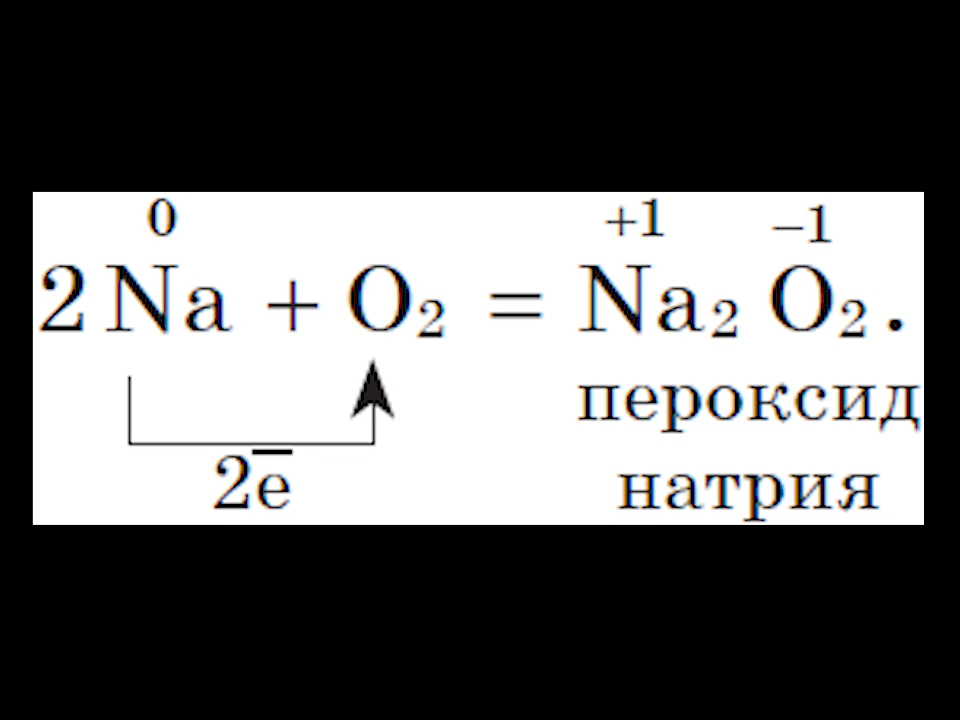 0 +1 –1
2 Na + O₂ = Na₂ O₂ .
пероксид
2e̅ натрия